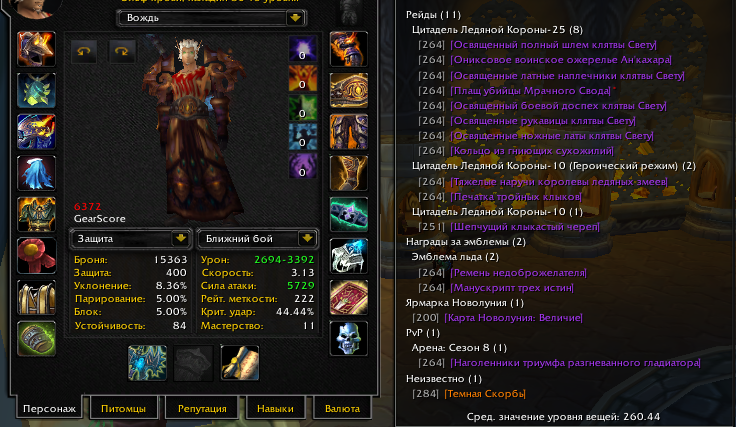 Вождь
0
0
0
0
0
6372
GearScore
Защита
Броня: 15363
Защита: 400
Уклонение: 8.36%
Парирование: 5.00%
Блок: 5.00%
Устойчивость: 84
Ближний бой
Урон: 2694-3392
Скорость: 3.13
Сила атаки: 5729
Рейт. меткости: 222
Крит. удар: 44.44%
Мастерство: 11
Персонаж
Питомцы
Репутация
Навыки
Валюта
Рейды (11)
Цитадель Ледяной Короны-25 (8)
[264] [Освященный полный шлем клятвы Свету]
[264] [Ониксовое воинское ожерелье Ан'кахара]
[264] [Освященные латные наплечники клятвы Свету]
[264] [Плащ убийцы Мрачного Свода]
[264] [Освященный боевой доспех клятвы Свету]
[264] [Освященные рукавицы клятвы Свету]
[264] [Освященные ножные латы клятвы Свету]
[264] [Кольцо из гниющих сухожилий]
Цитадель Ледяной Короны-10 (Героический режим) (2)
[264] [Тяжелые наручи королевы ледяных змеев]
[264] [Печатка тройных клыков]
Цитадель Ледяной Короны-10 (1)
[251] [Шепчущий клыкастый череп]
Награды за эмблемы (2)
Эмблема льда (2)
[264] [Ремень недоброжелателя]
[264] [Манускрипт трех истин]
Ярмарка Новолуния (1)
[200] [Карта Новолуния: Величие]
PvP (1)
Арена: Сезон 8 (1)
[264] [Наголенники триумфа разгневанного гладиатора]
Неизвестно (1)
[284] [Темная Скорбь]
Сред. значение уровня вещей: 260.44